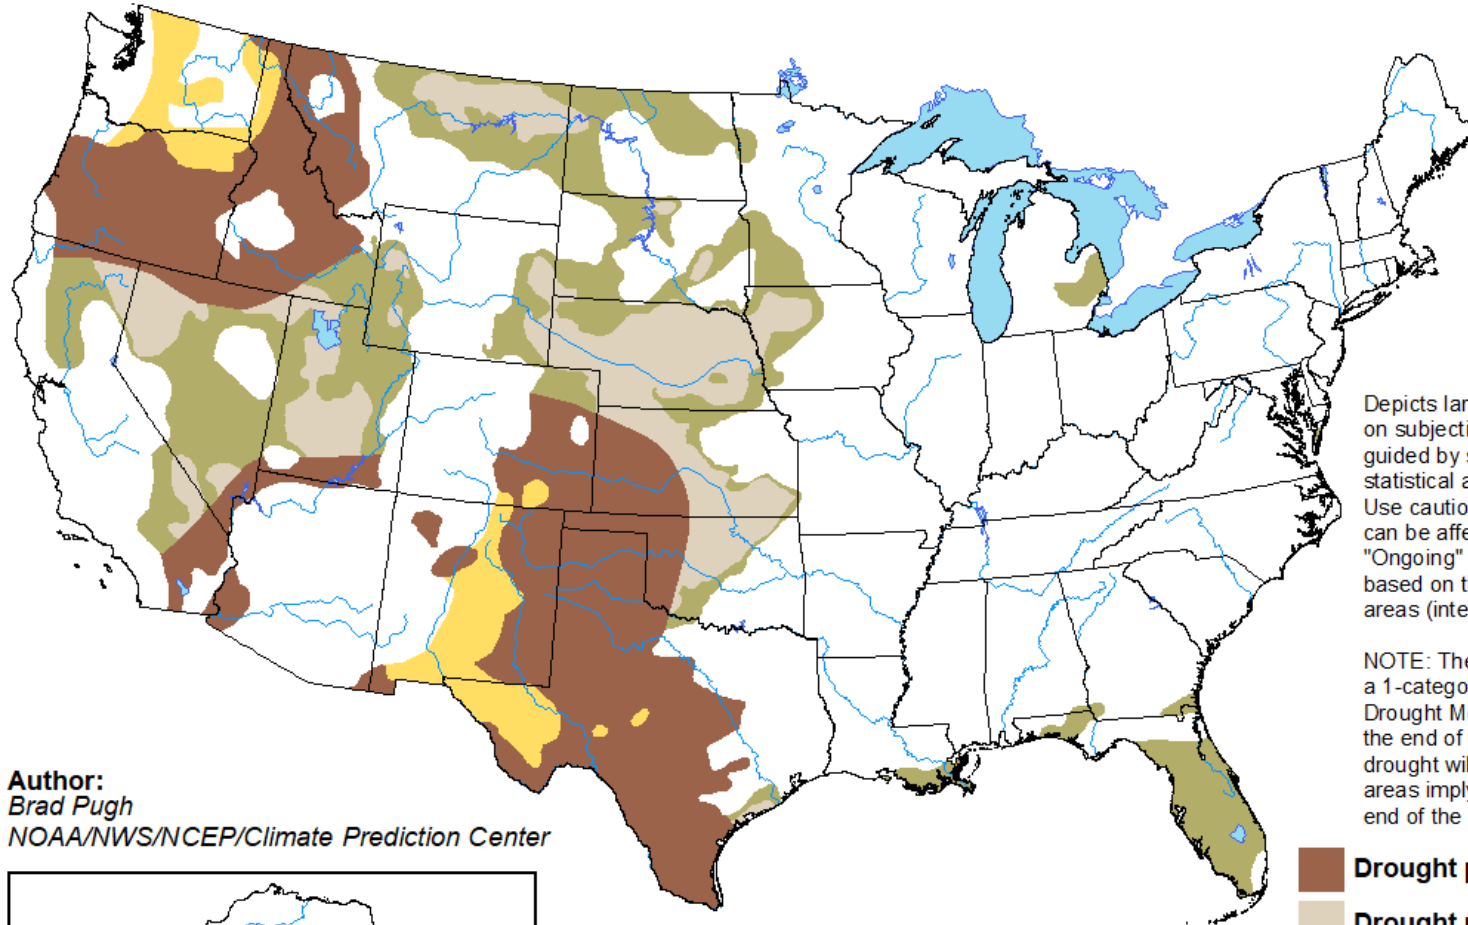 Depicts lar
on subjecti
guided by s
statistical a
Use cautio
can be affe
"Ongoing"
based on t
areas (inte
NOTE: The
a 1-catego
Drought M
the end of
drought wil
areas imply
end of the
Author:
Brad Pugh
NOAA/NWS/NCEP/Climate Prediction Center
Drought
Drought